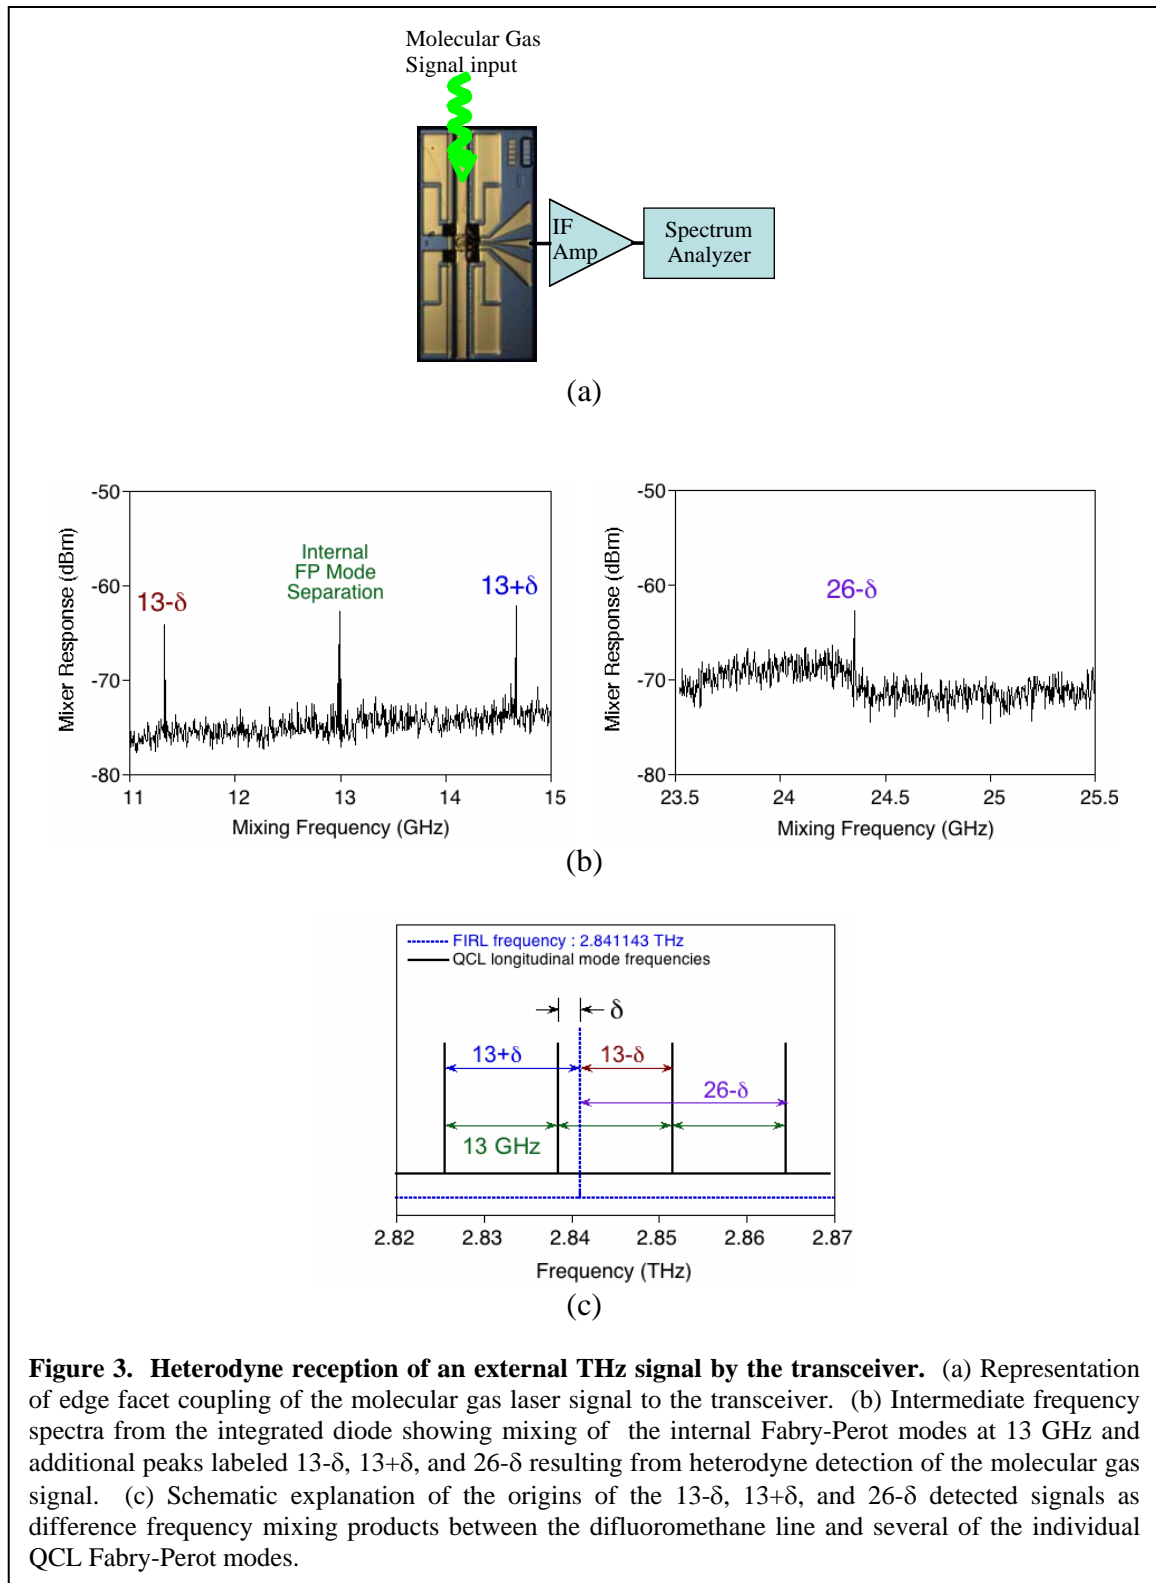 Molecular Gas
Signal input
IF
Amp
Spectrum
Analyzer
(a)
-50
-60
-70
-80
Mixer Response (dBm)
13-δ
Internal
FP Mode
Separation
13+δ
11 12 13 14 15
Mixing Frequency (GHz)
-50
-60
-70
-80
Mixer Response (dBm)
26-δ
23.5 24 24.5 25 25.5
Mixing Frequency (GHz)
(b)
FIRL frequency : 2.841143 THz
QCL longitudinal mode frequencies
δ
13+δ 13-δ
26-δ
13 GHz
2.82 2.83 2.84 2.85 2.86 2.87
Frequency (THz)
(c)
Figure 3. Heterodyne reception of an external THz signal by the transceiver. (a) Representation
of edge facet coupling of the molecular gas laser signal to the transceiver. (b) Intermediate frequency
spectra from the integrated diode showing mixing of the internal Fabry-Perot modes at 13 GHz and
additional peaks labeled 13-δ, 13+δ, and 26-δ resulting from heterodyne detection of the molecular gas
signal. (c) Schematic explanation of the origins of the 13-δ, 13+δ, and 26-δ detected signals as
difference frequency mixing products between the difluoromethane line and several of the individual
QCL Fabry-Perot modes.